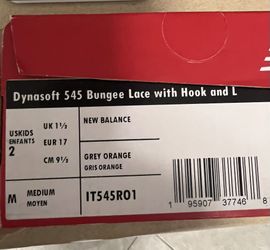 Dynasoft 545 Bungee Lace with Hook and L
USKIDS
ENFANTS
2
UK 1½
EUR 17
CM 9½
NEW BALANCE
GREY ORANGE
GRIS ORANGE
M
MEDIUM
MOYEN
IT545RO1
1 95907 37746 8